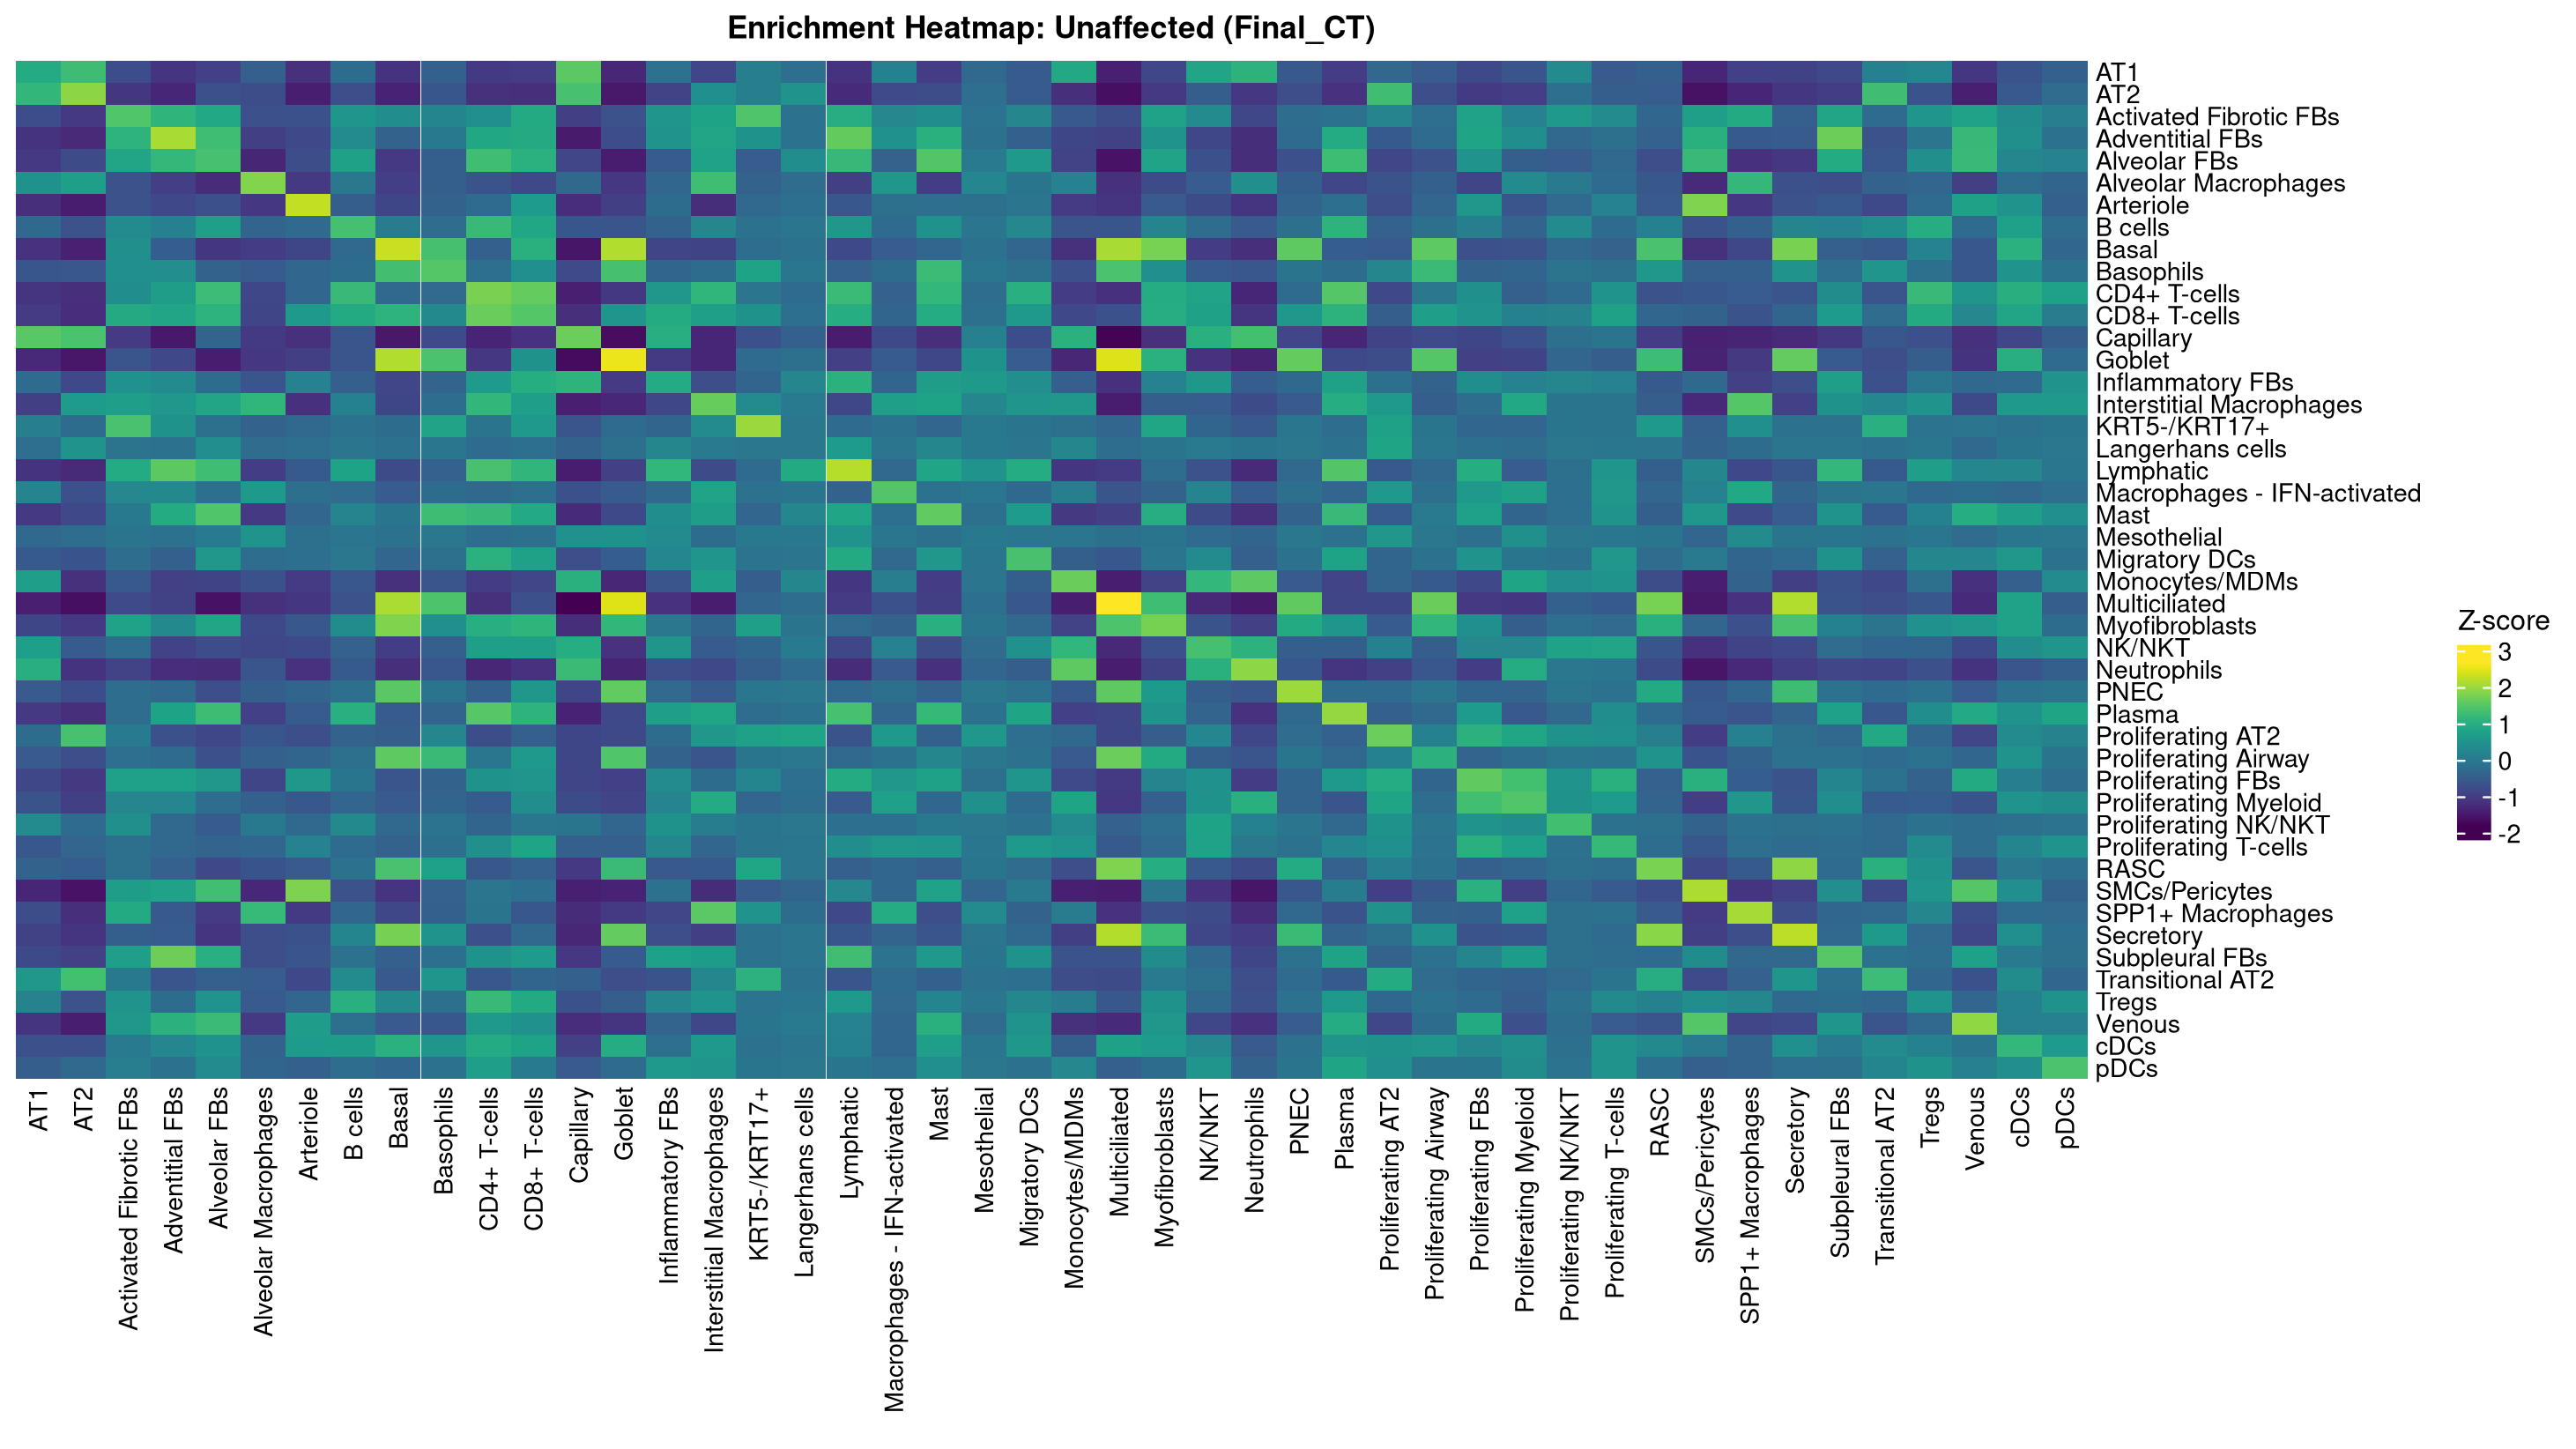 Enrichment Heatmap: Unaffected (Final_CT)
AT1
AT2
Activated Fibrotic FBs
Adventitial FBs
Alveolar FBs
Alveolar Macrophages
Arteriole
B cells
Basal
Basophils
CD4+ T-cells
CD8+ T-cells
Capillary
Goblet
Inflammatory FBs
Interstitial Macrophages
KRT5-/KRT17+
Langerhans cells
Lymphatic
Macrophages - IFN-activated
Mast
Mesothelial
Migratory DCs
Monocytes/MDMs
Multiciliated
Myofibroblasts
NK/NKT
Neutrophils
PNEC
Plasma
Proliferating AT2
Proliferating Airway
Proliferating FBs
Proliferating Myeloid
Proliferating NK/NKT
Proliferating T-cells
RASC
SMCs/Pericytes
SPP1+ Macrophages
Secretory
Subpleural FBs
Transitional AT2
Tregs
Venous
cDCs
pDCs
Z-score
3
2
1
0
-1
-2
AT1
AT2
Activated Fibrotic FBs
Adventitial FBs
Alveolar FBs
Alveolar Macrophages
Arteriole
B cells
Basal
Basophils
CD4+ T-cells
CD8+ T-cells
Capillary
Goblet
Inflammatory FBs
Interstitial Macrophages
KRT5-/KRT17+
Langerhans cells
Lymphatic
Macrophages - IFN-activated
Mast
Mesothelial
Migratory DCs
Monocytes/MDMs
Multiciliated
Myofibroblasts
NK/NKT
Neutrophils
PNEC
Plasma
Proliferating AT2
Proliferating Airway
Proliferating FBs
Proliferating Myeloid
Proliferating NK/NKT
Proliferating T-cells
RASC
SMCs/Pericytes
SPP1+ Macrophages
Secretory
Subpleural FBs
Transitional AT2
Tregs
Venous
cDCs
pDCs